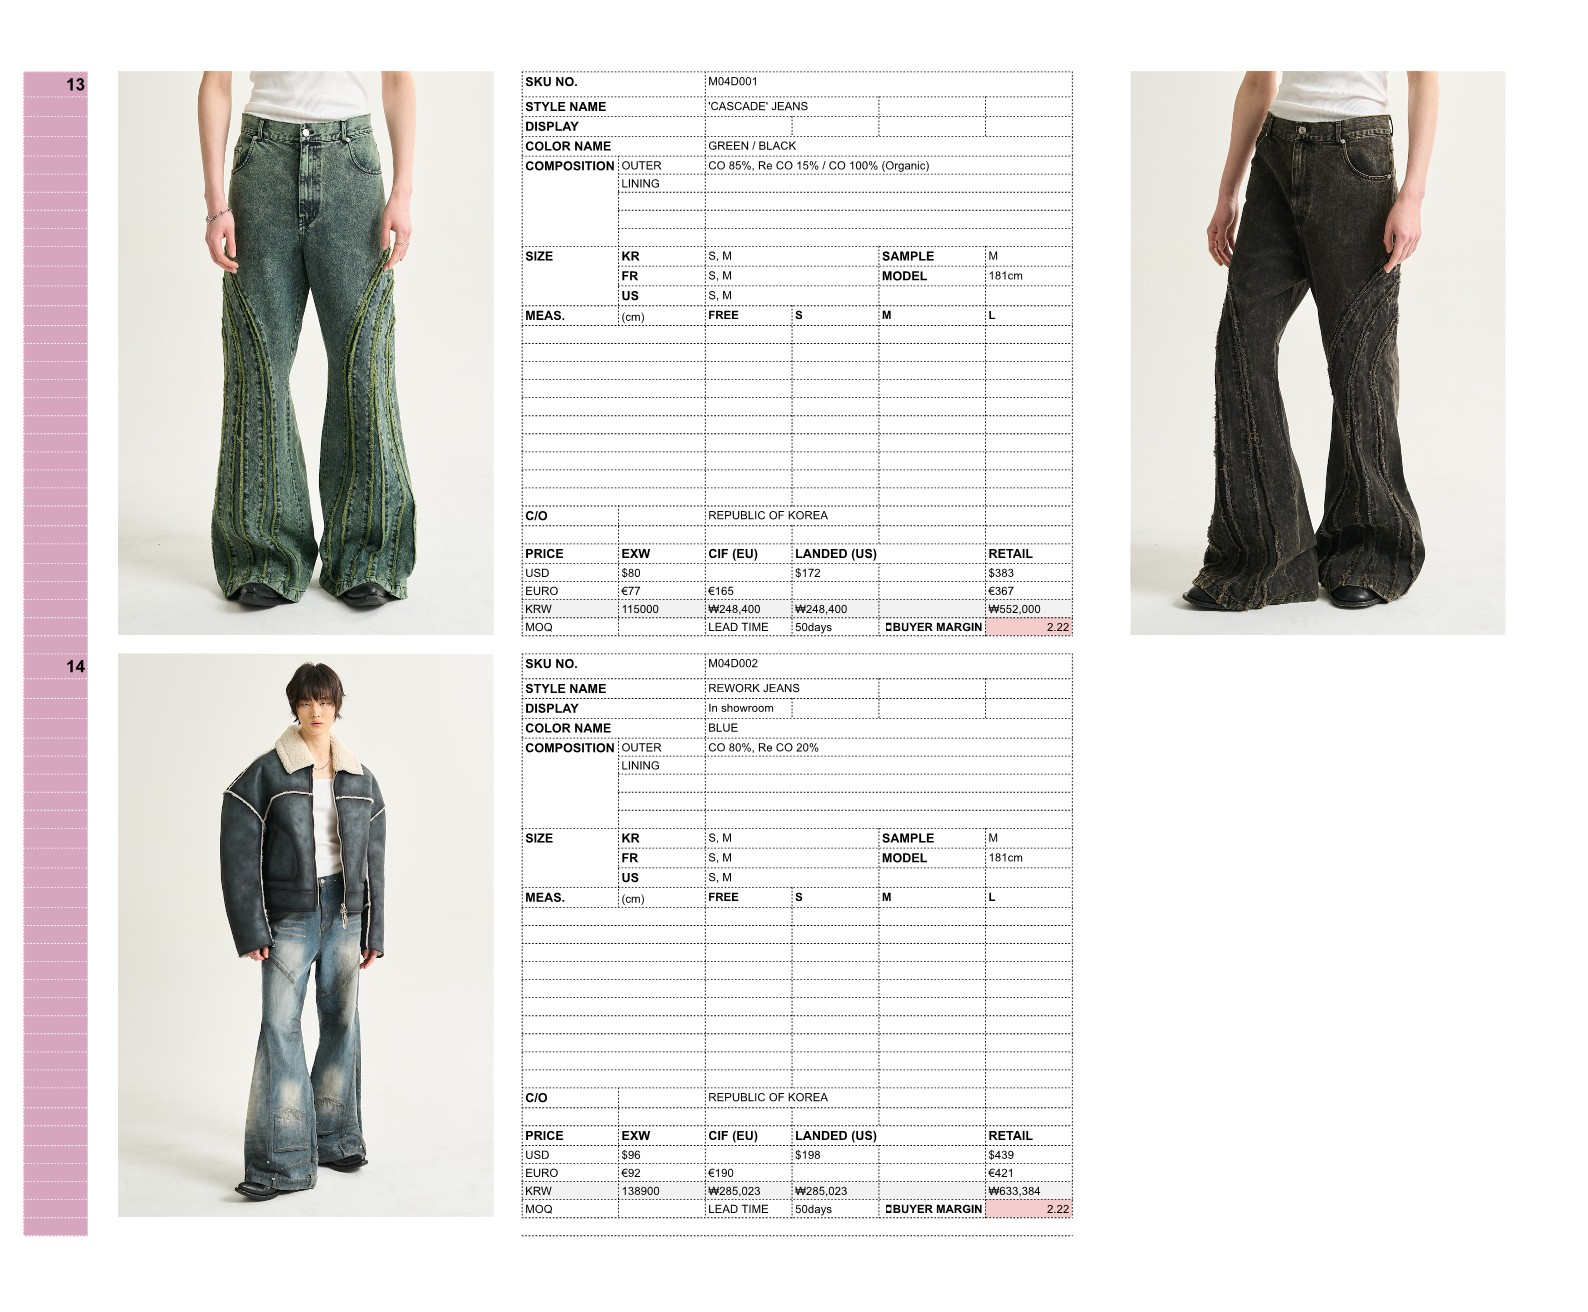 13
SKU NO. M04D001
STYLE NAME 'CASCADE' JEANS
DISPLAY
COLOR NAME GREEN / BLACK
COMPOSITION OUTER CO 85%, Re CO 15% / CO 100% (Organic)
LINING
SIZE KR S, M SAMPLE M
FR S, M MODEL 181cm
US S, M
MEAS. (cm) FREE S M L
C/O REPUBLIC OF KOREA
PRICE EXW CIF (EU) LANDED (US) RETAIL
USD $80 $172 $383
EURO €77 €165 €367
KRW 115000 ₩248,400 ₩248,400 ₩552,000
MOQ LEAD TIME 50days BUYER MARGIN 2.22
14
SKU NO. M04D002
STYLE NAME REWORK JEANS
DISPLAY In showroom
COLOR NAME BLUE
COMPOSITION OUTER CO 80%, Re CO 20%
LINING
SIZE KR S, M SAMPLE M
FR S, M MODEL 181cm
US S, M
MEAS. (cm) FREE S M L
C/O REPUBLIC OF KOREA
PRICE EXW CIF (EU) LANDED (US) RETAIL
USD $96 $198 $439
EURO €92 €190 €421
KRW 138900 ₩285,023 ₩285,023 ₩633,384
MOQ LEAD TIME 50days BUYER MARGIN 2.22